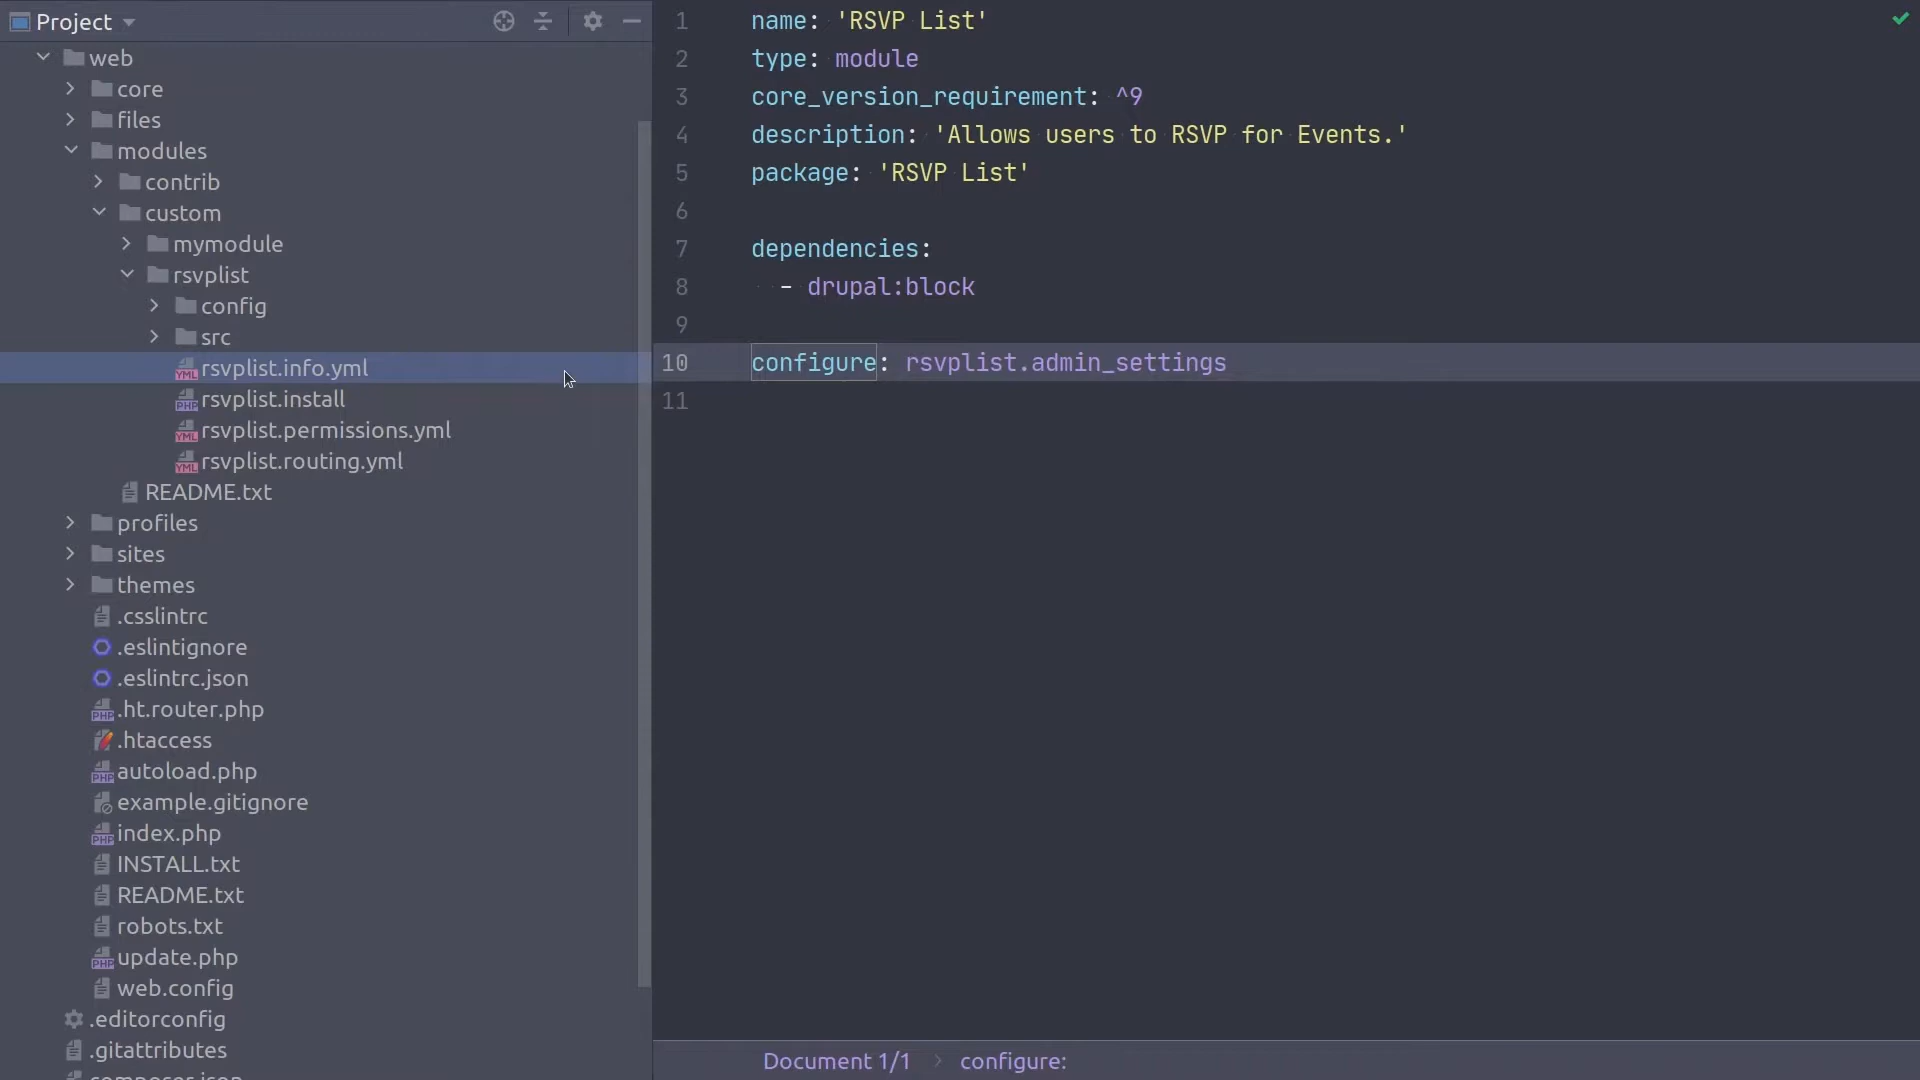 Project
web
core
files
modules
contrib
custom
mymodule
rsvplist
config
src
rsvplist.info.yml
rsvplist.install
rsvplist.permissions.yml
rsvplist.routing.yml
README.txt
profiles
sites
themes
.csslintrc
.eslintignore
.eslintrc.json
.ht.router.php
.htaccess
autoload.php
example.gitignore
index.php
INSTALL.txt
README.txt
robots.txt
update.php
web.config
.editorconfig
.gitattributes
composer.json
1 name: 'RSVP List'
2 type: module
3 core_version_requirement: ^9
4 description: 'Allows users to RSVP for Events.'
5 package: 'RSVP List'
6
7 dependencies:
8 - drupal:block
9
10 configure: rsvplist.admin_settings
11
Document 1/1 > configure: